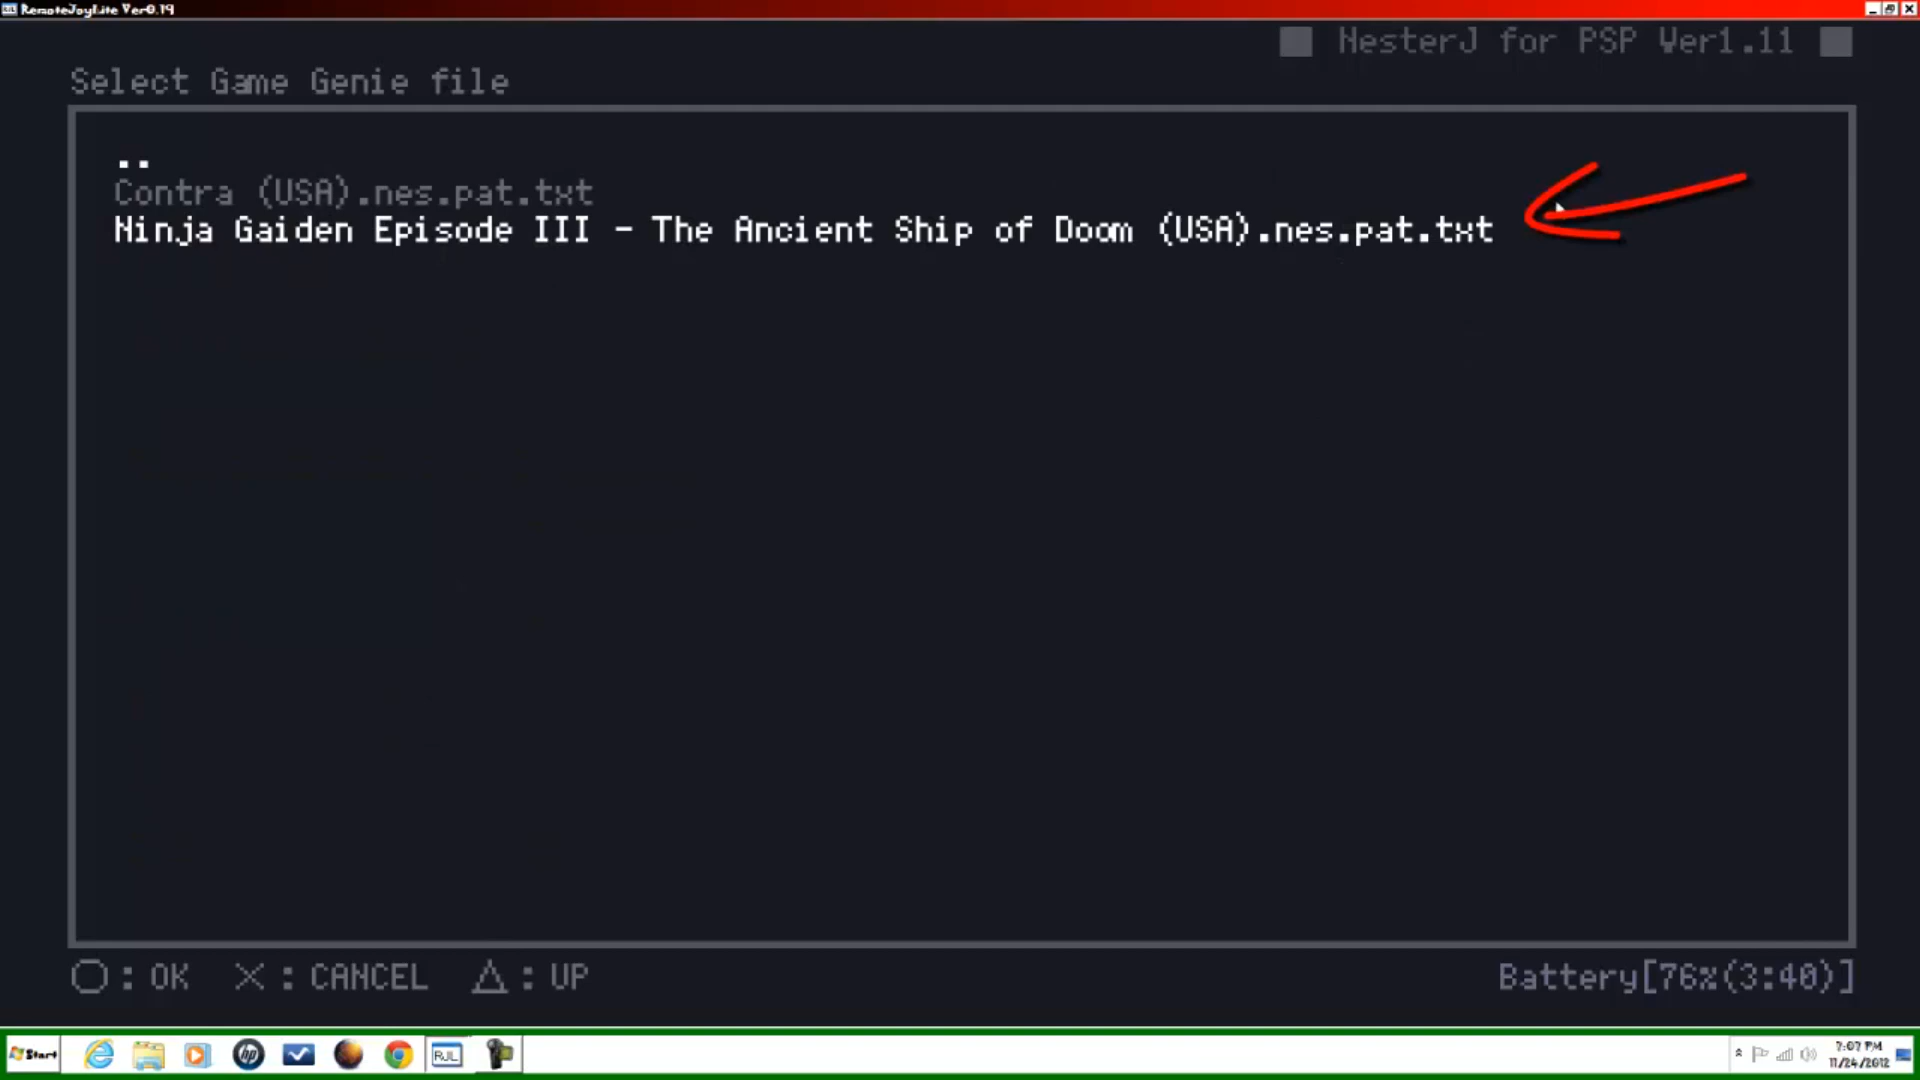 RemoteJoyLite Ver0.19
■ NesterJ for PSP Ver1.11 ■
Select Game Genie file
..
Contra (USA).nes.pat.txt
Ninja Gaiden Episode III - The Ancient Ship of Doom (USA).nes.pat.txt
◯ : OK ✕ : CANCEL △ : UP
Battery[76%(3:40)]
Start
hp
RJL
7:07 PM
11/24/2012